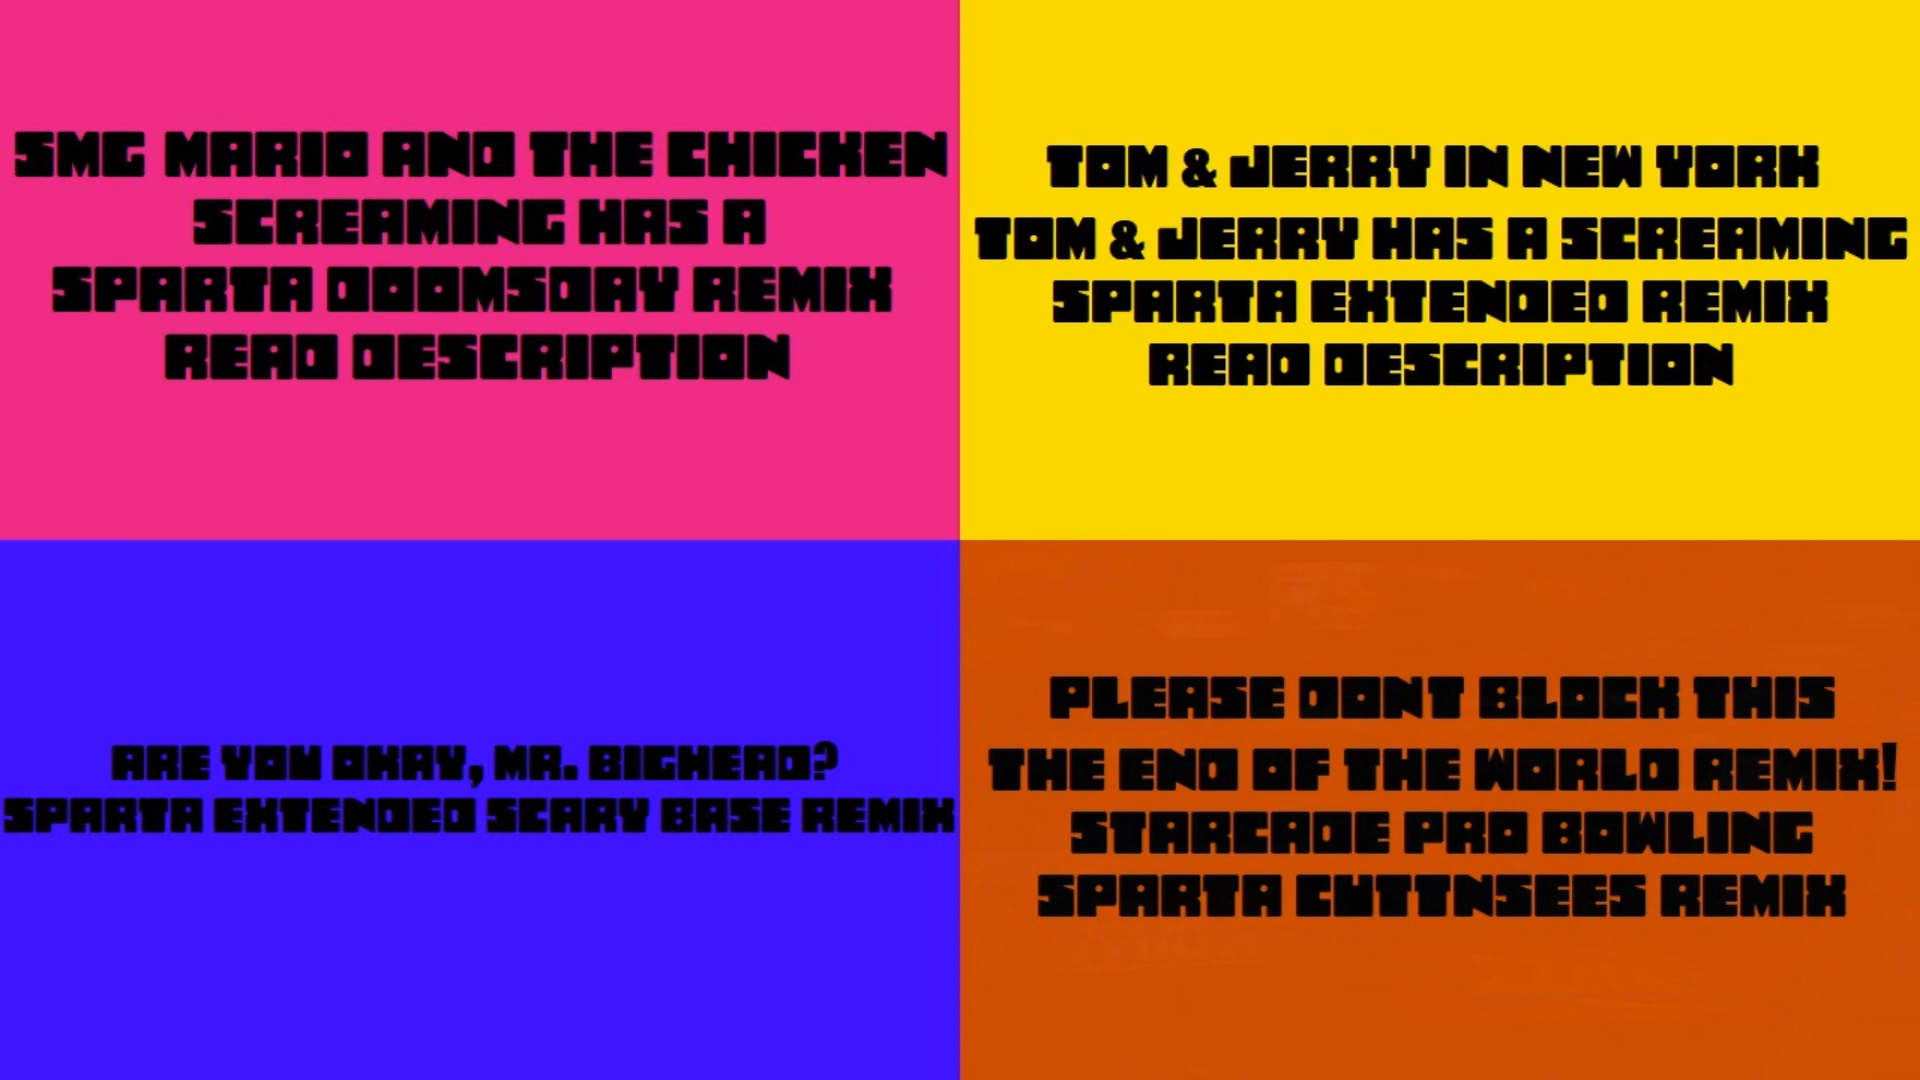 SMG MARIO AND THE CHICKEN
SCREAMING HAS A
SPARTA DOOMSDAY REMIX
READ DESCRIPTION
TOM & JERRY IN NEW YORK
TOM & JERRY HAS A SCREAMING
SPARTA EXTENDED REMIX
READ DESCRIPTION
ARE YOU OKAY, MR. BIGHEAD?
SPARTA EXTENDED SCARY BASE REMIX
PLEASE DONT BLOCK THIS
THE END OF THE WORLD REMIX!
STARCADE PRO BOWLING
SPARTA CUTTNSEES REMIX